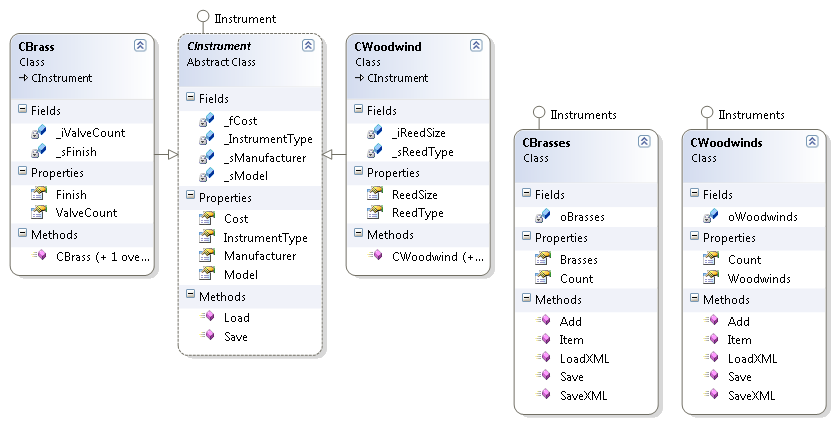 IInstrument
CBrass
Class
CInstrument
Fields
_iValveCount
_sFinish
Properties
Finish
ValveCount
Methods
CBrass (+ 1 ove...
CInstrument
Abstract Class
Fields
_fCost
_InstrumentType
_sManufacturer
_sModel
Properties
Cost
InstrumentType
Manufacturer
Model
Methods
Load
Save
CWoodwind
Class
CInstrument
Fields
_iReedSize
_sReedType
Properties
ReedSize
ReedType
Methods
CWoodwind (+...
IInstruments
CBrasses
Class
Fields
oBrasses
Properties
Brasses
Count
Methods
Add
Item
LoadXML
Save
SaveXML
IInstruments
CWoodwinds
Class
Fields
oWoodwinds
Properties
Count
Woodwinds
Methods
Add
Item
LoadXML
Save
SaveXML